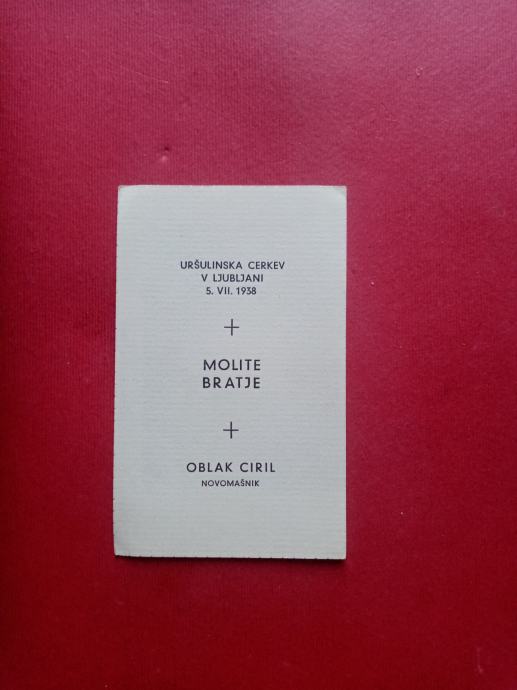 URŠULINSKA CERKEV
V LJUBLJANI
5. VII. 1938
MOLITE
BRATJE
OBLAK CIRIL
NOVOMAŠNIK